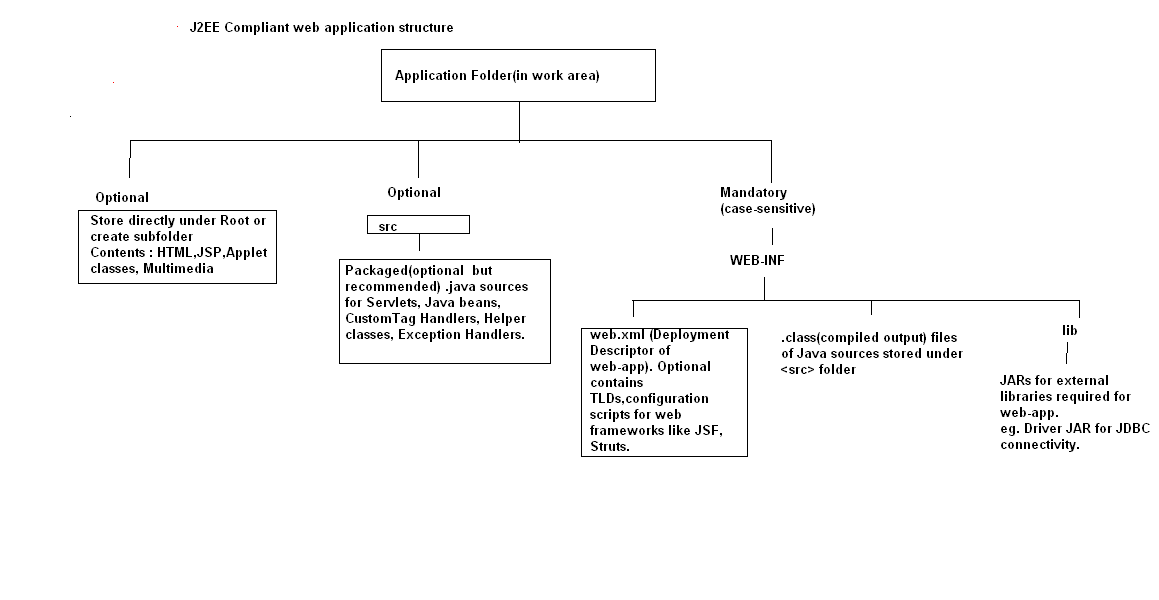 J2EE Compliant web application structure
Application Folder(in work area)
Optional
Store directly under Root or
create subfolder
Contents : HTML,JSP,Applet
classes, Multimedia
Optional
src
Packaged(optional but
recommended) .java sources
for Servlets, Java beans,
CustomTag Handlers, Helper
classes, Exception Handlers.
Mandatory
(case-sensitive)
WEB-INF
web.xml (Deployment
Descriptor of
web-app). Optional
contains
TLDs,configuration
scripts for web
frameworks like JSF,
Struts.
.class(compiled output) files
of Java sources stored under
<src> folder
lib
JARs for external
libraries required for
web-app.
eg. Driver JAR for JDBC
connectivity.